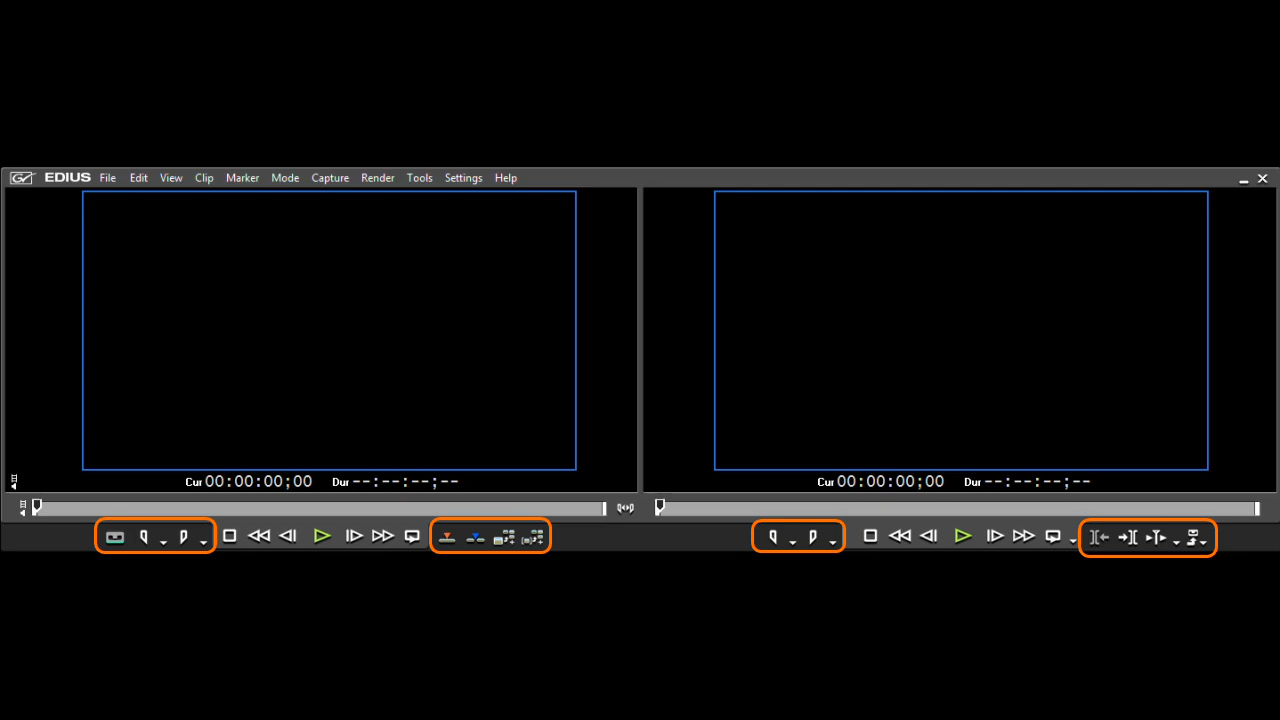 GV EDIUS File Edit View Clip Marker Mode Capture Render Tools Settings Help
Cur 00:00:00;00 Dur --:--:--;--
Cur 00:00:00;00 Dur --:--:--;--